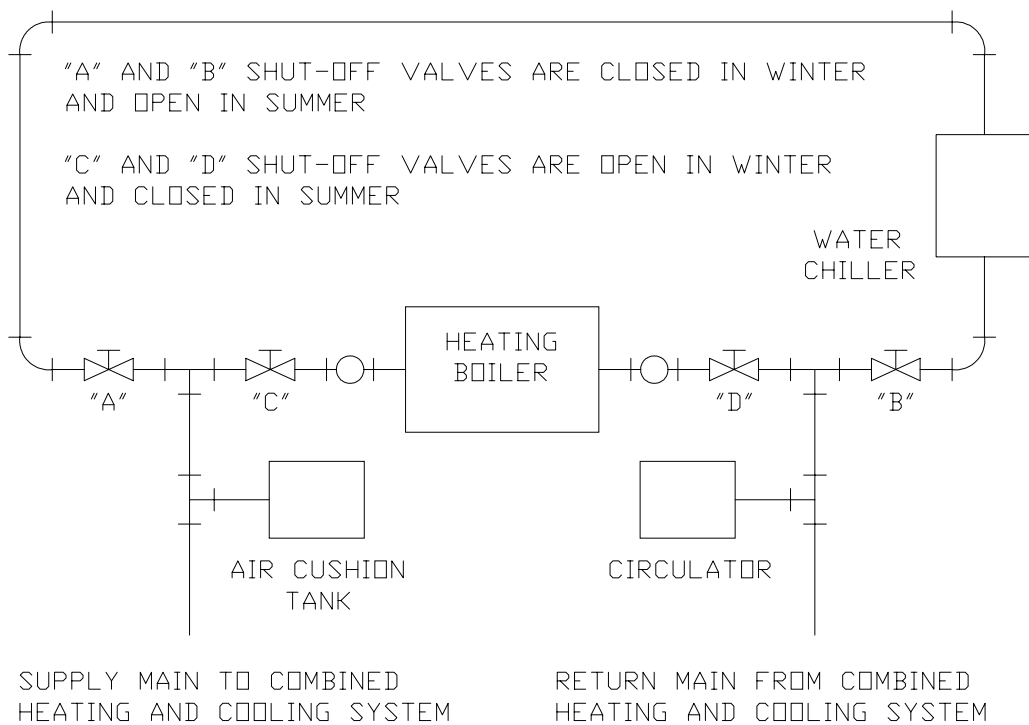 "A" AND "B" SHUT-OFF VALVES ARE CLOSED IN WINTER
AND OPEN IN SUMMER
"C" AND "D" SHUT-OFF VALVES ARE OPEN IN WINTER
AND CLOSED IN SUMMER
WATER
CHILLER
HEATING
BOILER
"A"
"C"
"D"
"B"
AIR CUSHION
TANK
CIRCULATOR
SUPPLY MAIN TO COMBINED
HEATING AND COOLING SYSTEM
RETURN MAIN FROM COMBINED
HEATING AND COOLING SYSTEM